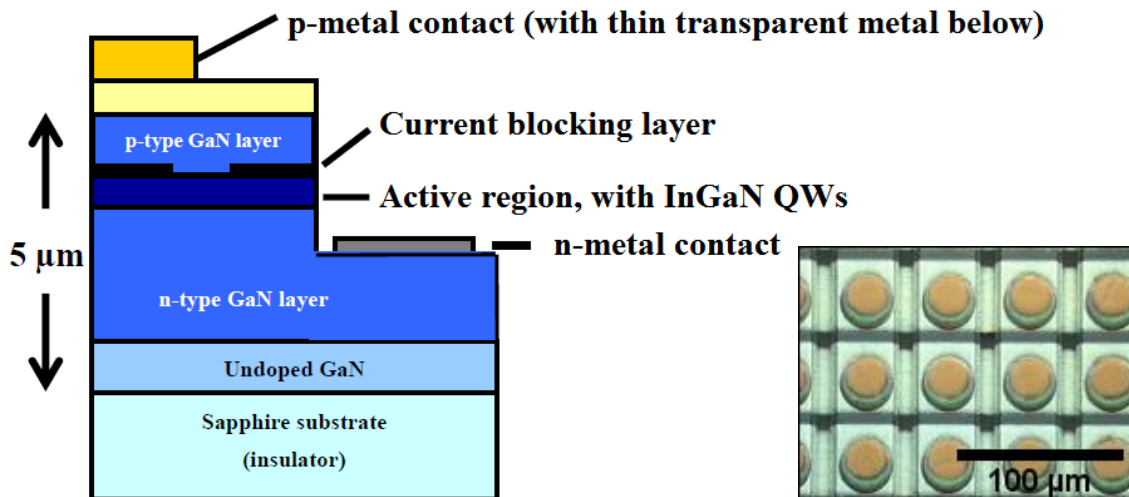 p-metal contact (with thin transparent metal below)
p-type GaN layer
Current blocking layer
Active region, with InGaN QWs
n-metal contact
5 µm
n-type GaN layer
Undoped GaN
Sapphire substrate
(insulator)
100 µm